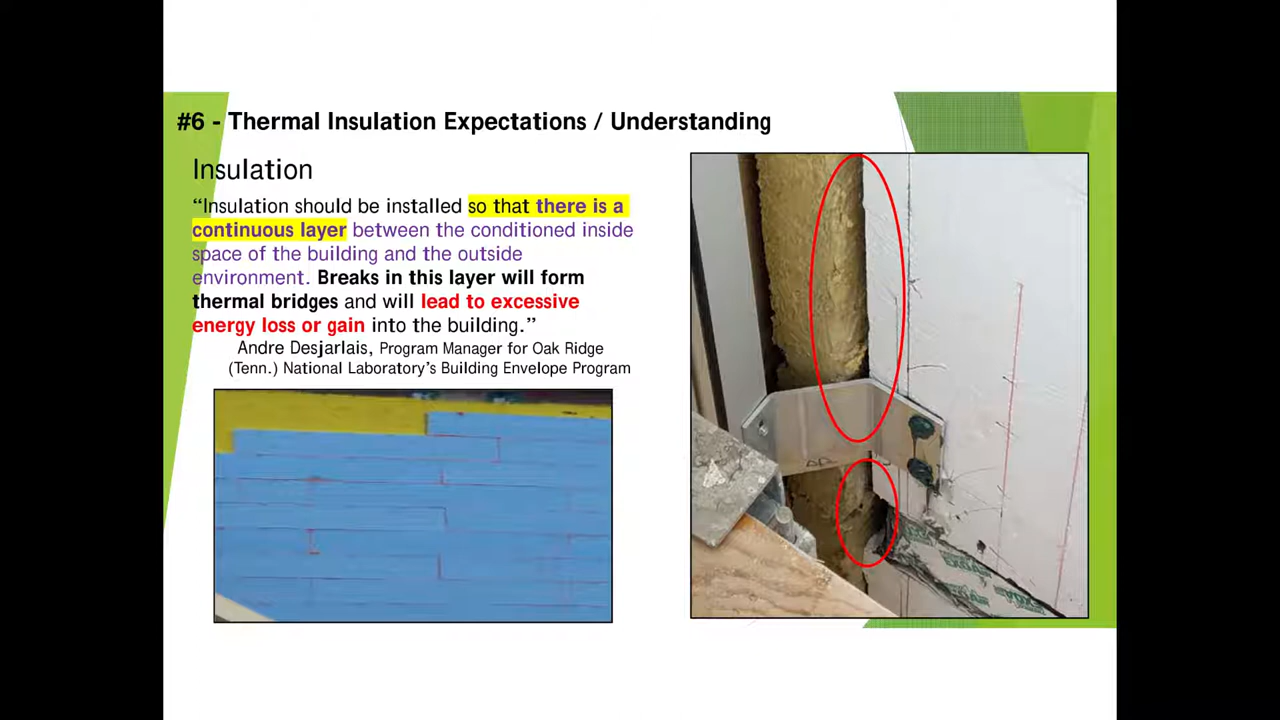 #6 - Thermal Insulation Expectations / Understanding
Insulation
“Insulation should be installed so that there is a
continuous layer between the conditioned inside
space of the building and the outside
environment. Breaks in this layer will form
thermal bridges and will lead to excessive
energy loss or gain into the building.”
Andre Desjarlais, Program Manager for Oak Ridge
(Tenn.) National Laboratory’s Building Envelope Program